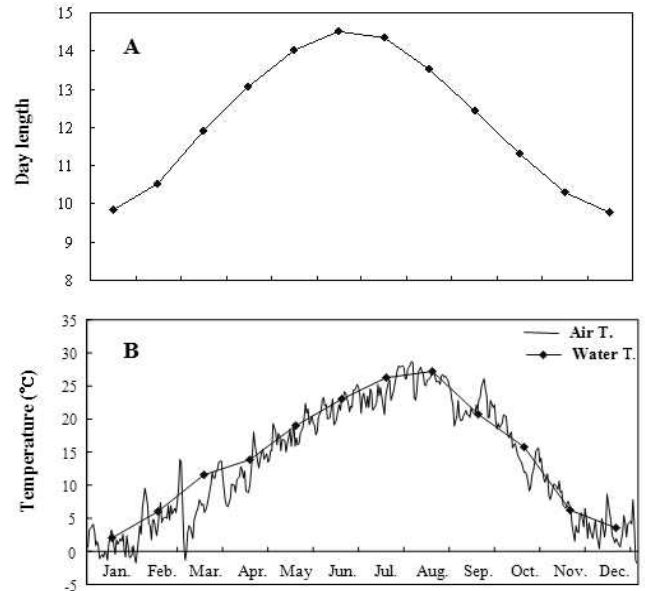 A
15
14
13
12
11
10
9
8
Day length
B
Air T.
Water T.
35
30
25
20
15
10
5
0
-5
Temperature (℃)
Jan. Feb. Mar. Apr. May Jun. Jul. Aug. Sep. Oct. Nov. Dec.